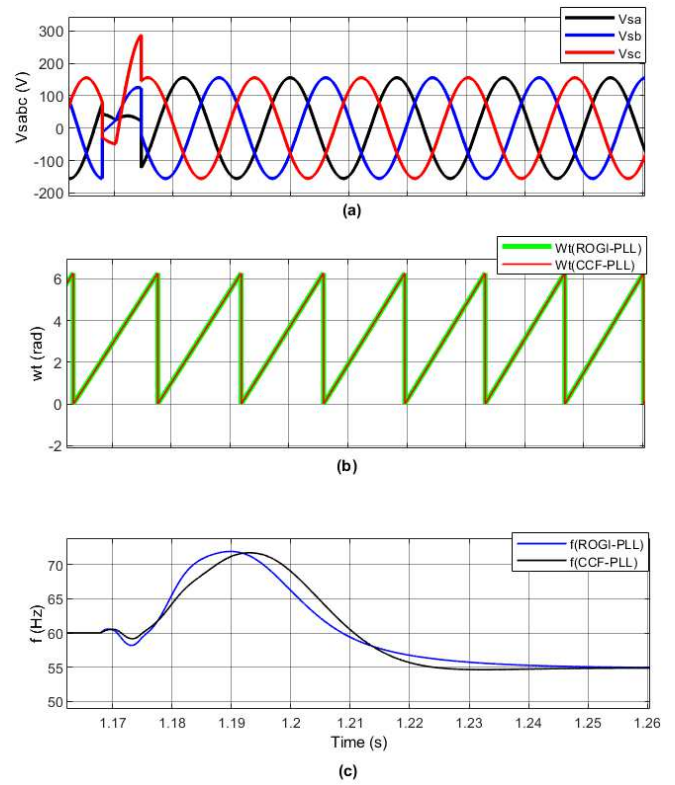 Vsa
Vsb
Vsc
Vsabc (V)
300
200
100
0
-100
-200
(a)
Wt(ROGI-PLL)
Wt(CCF-PLL)
wt (rad)
6
4
2
0
-2
(b)
f(ROGI-PLL)
f(CCF-PLL)
f (Hz)
70
65
60
55
50
1.17 1.18 1.19 1.2 1.21 1.22 1.23 1.24 1.25 1.26
Time (s)
(c)